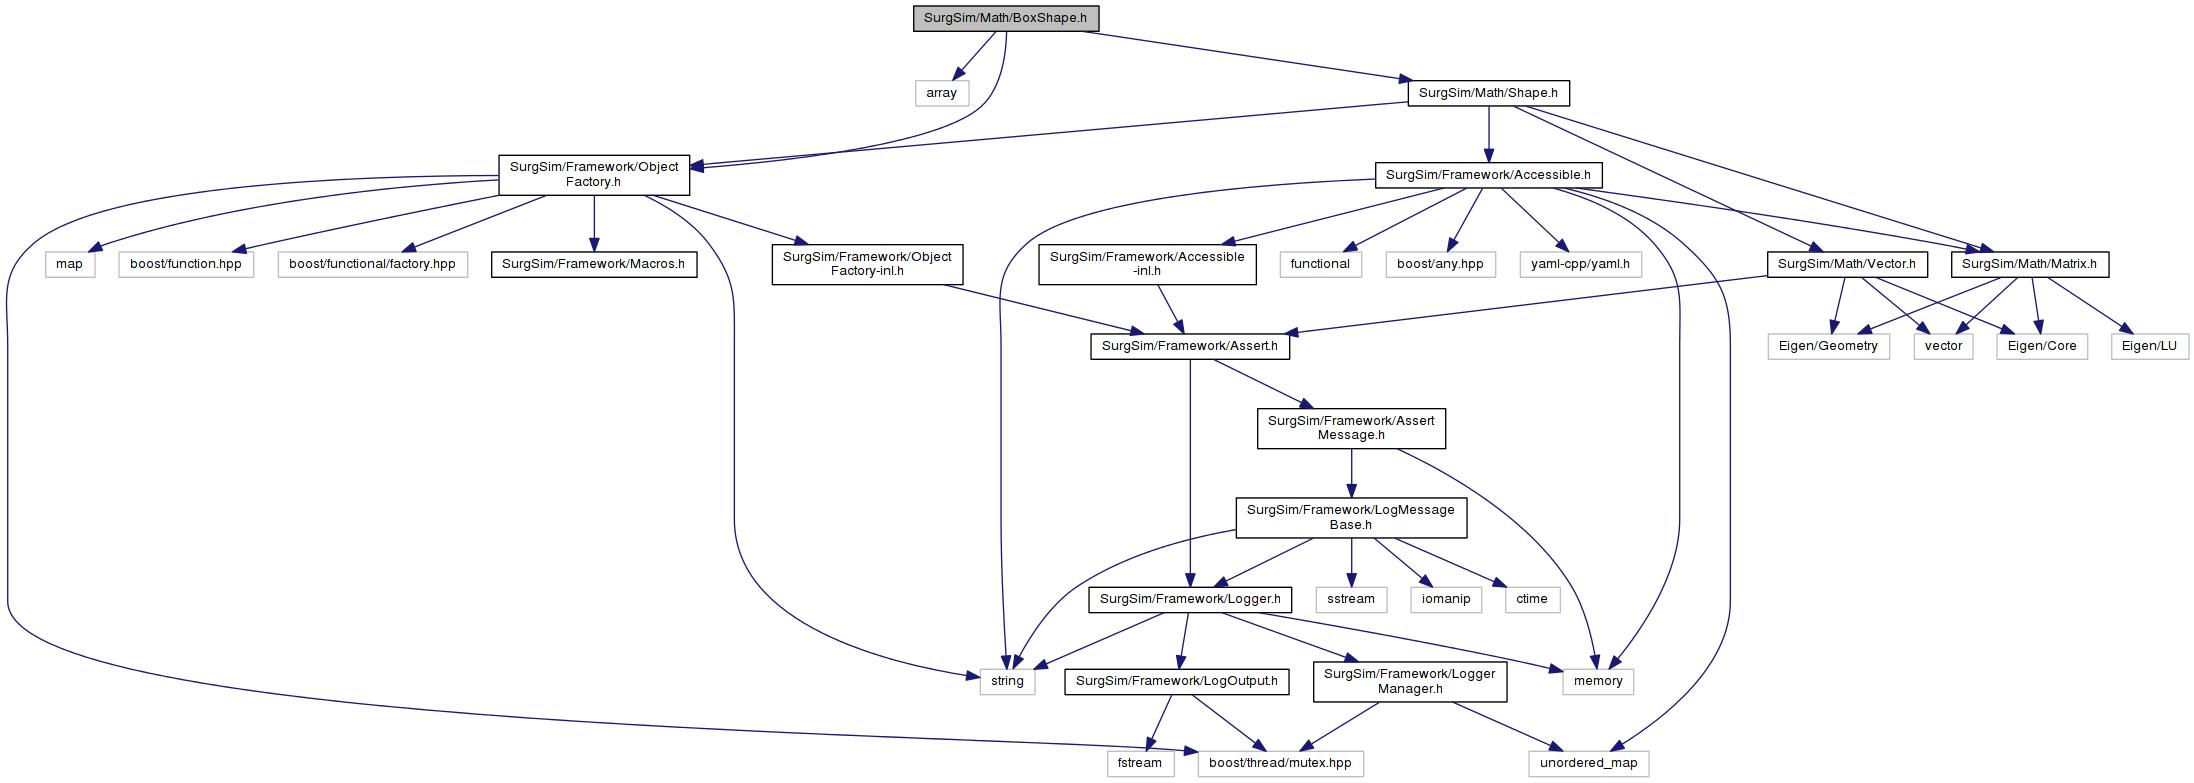 SurgSim/Math/BoxShape.h
array
SurgSim/Math/Shape.h
SurgSim/Framework/Object
Factory.h
SurgSim/Framework/Accessible.h
map
boost/function.hpp
boost/functional/factory.hpp
SurgSim/Framework/Macros.h
SurgSim/Framework/Object
Factory-inl.h
SurgSim/Framework/Accessible
-inl.h
functional
boost/any.hpp
yaml-cpp/yaml.h
SurgSim/Math/Vector.h
SurgSim/Math/Matrix.h
SurgSim/Framework/Assert.h
Eigen/Geometry
vector
Eigen/Core
Eigen/LU
SurgSim/Framework/Assert
Message.h
SurgSim/Framework/LogMessage
Base.h
SurgSim/Framework/Logger.h
sstream
iomanip
ctime
string
SurgSim/Framework/LogOutput.h
SurgSim/Framework/Logger
Manager.h
memory
fstream
boost/thread/mutex.hpp
unordered_map